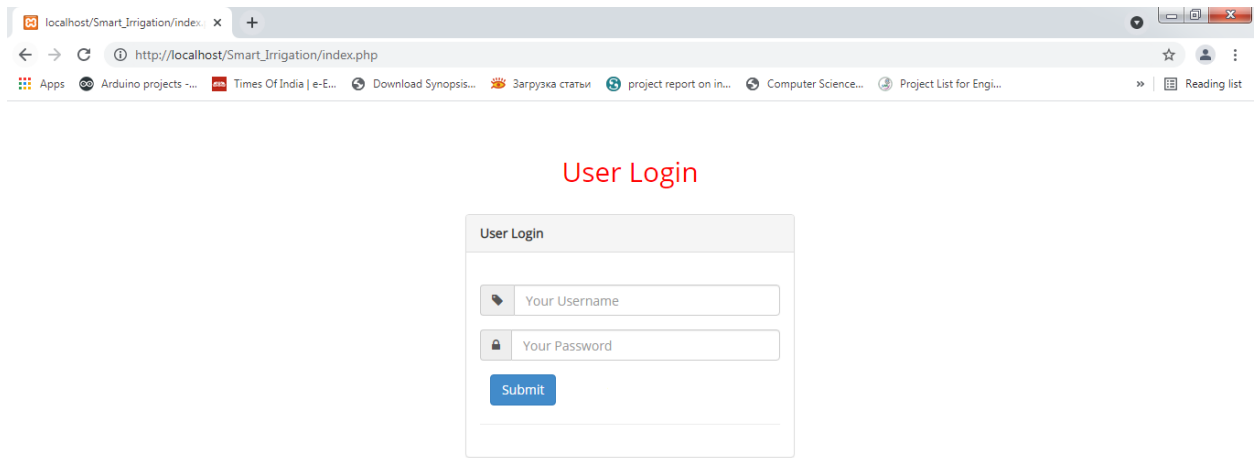 localhost/Smart_Irrigation/index.
http://localhost/Smart_Irrigation/index.php
Apps Arduino projects -... Times Of India | e-E... Download Synopsis... Загрузка статьи project report on in... Computer Science... Project List for Engi... » Reading list
User Login
User Login
Your Username
Your Password
Submit